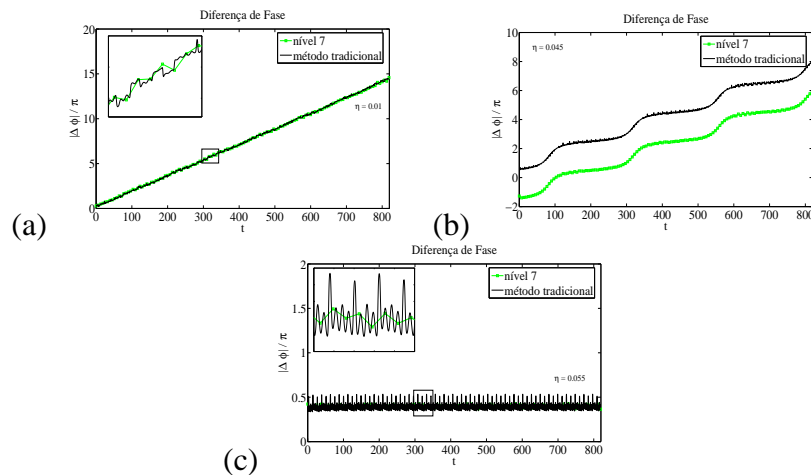 Diferença de Fase
20
15
10
5
0
|Δ ϕ| / π
nível 7
método tradicional
η = 0.01
0 100 200 300 400 500 600 700 800
t
(a)
Diferença de Fase
10
8
6
4
2
0
−2
|Δ ϕ| / π
η = 0.045
nível 7
método tradicional
0 100 200 300 400 500 600 700 800
t
(b)
Diferença de Fase
2
1.5
1
0.5
0
|Δ ϕ| / π
nível 7
método tradicional
η = 0.055
0 100 200 300 400 500 600 700 800
t
(c)